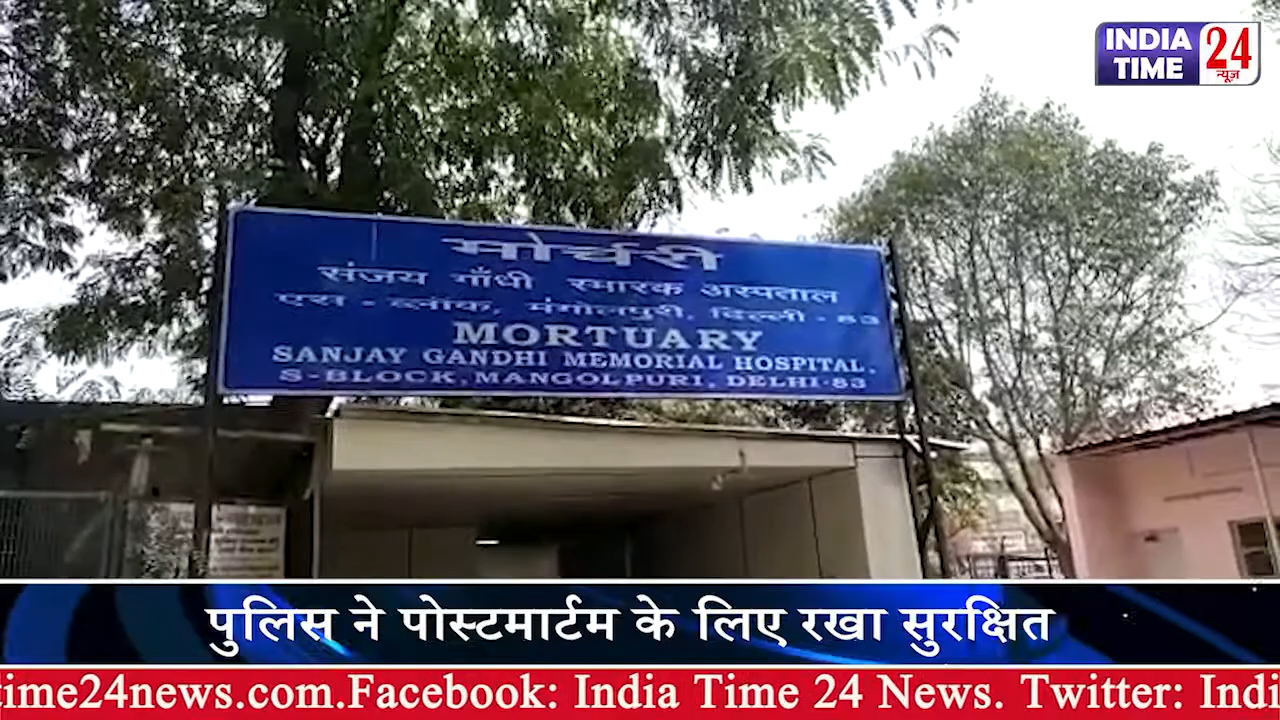 INDIA
TIME
24
न्यूज़
मोर्चरी
संजय गाँधी स्मारक अस्पताल
एस - ब्लाक, मंगोलपुरी, दिल्ली - 83
MORTUARY
SANJAY GANDHI MEMORIAL HOSPITAL,
S-BLOCK, MANGOLPURI, DELHI-83
पुलिस ने पोस्टमार्टम के लिए रखा सुरक्षित
time24news.com.Facebook: India Time 24 News. Twitter: Indi